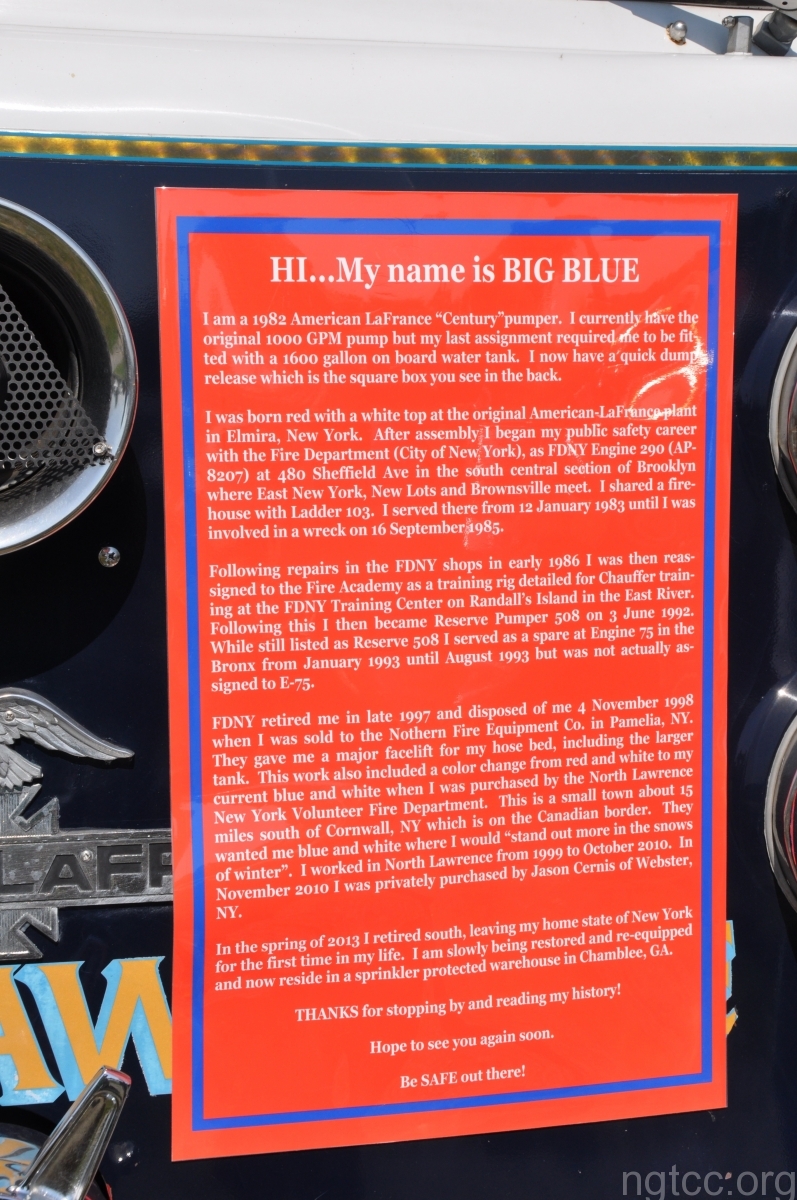 HI...My name is BIG BLUE
I am a 1982 American LaFrance “Century”pumper. I currently have the
original 1000 GPM pump but my last assignment required me to be fit-
ted with a 1600 gallon on board water tank. I now have a quick dump
release which is the square box you see in the back.
I was born red with a white top at the original American-LaFrance plant
in Elmira, New York. After assembly I began my public safety career
with the Fire Department (City of New York), as FDNY Engine 290 (AP-
8207) at 480 Sheffield Ave in the south central section of Brooklyn
where East New York, New Lots and Brownsville meet. I shared a fire-
house with Ladder 103. I served there from 12 January 1983 until I was
involved in a wreck on 16 September 1985.
Following repairs in the FDNY shops in early 1986 I was then reas-
signed to the Fire Academy as a training rig detailed for Chauffer train-
ing at the FDNY Training Center on Randall’s Island in the East River.
Following this I then became Reserve Pumper 508 on 3 June 1992.
While still listed as Reserve 508 I served as a spare at Engine 75 in the
Bronx from January 1993 until August 1993 but was not actually as-
signed to E-75.
FDNY retired me in late 1997 and disposed of me 4 November 1998
when I was sold to the Nothern Fire Equipment Co. in Pamelia, NY.
They gave me a major facelift for my hose bed, including the larger
tank. This work also included a color change from red and white to my
current blue and white when I was purchased by the North Lawrence
New York Volunteer Fire Department. This is a small town about 15
miles south of Cornwall, NY which is on the Canadian border. They
wanted me blue and white where I would “stand out more in the snows
of winter”. I worked in North Lawrence from 1999 to October 2010. In
November 2010 I was privately purchased by Jason Cernis of Webster,
NY.
In the spring of 2013 I retired south, leaving my home state of New York
for the first time in my life. I am slowly being restored and re-equipped
and now reside in a sprinkler protected warehouse in Chamblee, GA.
THANKS for stopping by and reading my history!
Hope to see you again soon.
Be SAFE out there!
LAFR
AW
ngtcc.org